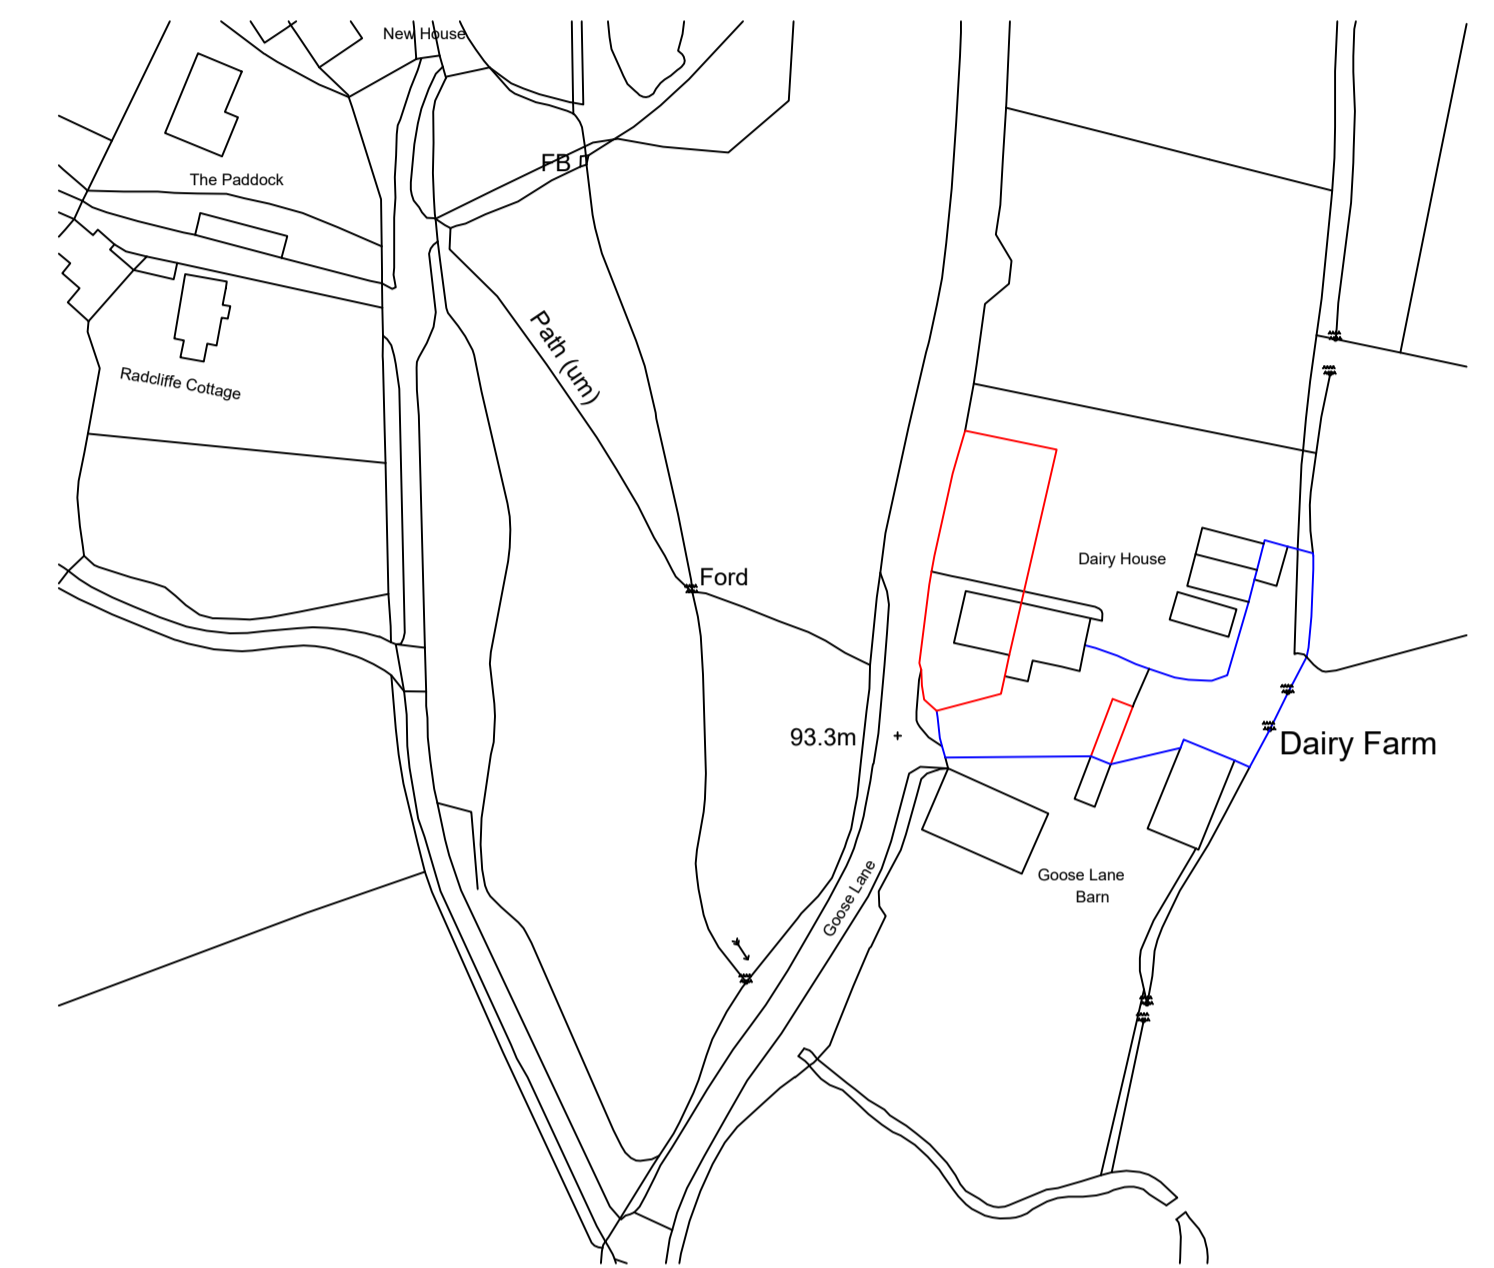 New House
FB
The Paddock
Path (um)
Radcliffe Cottage
Dairy House
Ford
93.3m
Dairy Farm
Goose Lane
Goose Lane
Barn